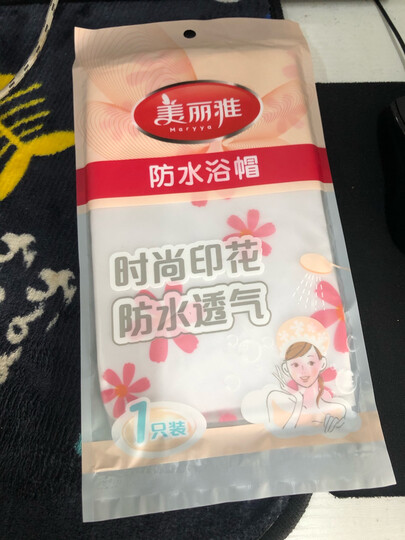 美丽雅
Maryya
防水浴帽
时尚印花
防水透气
1只装